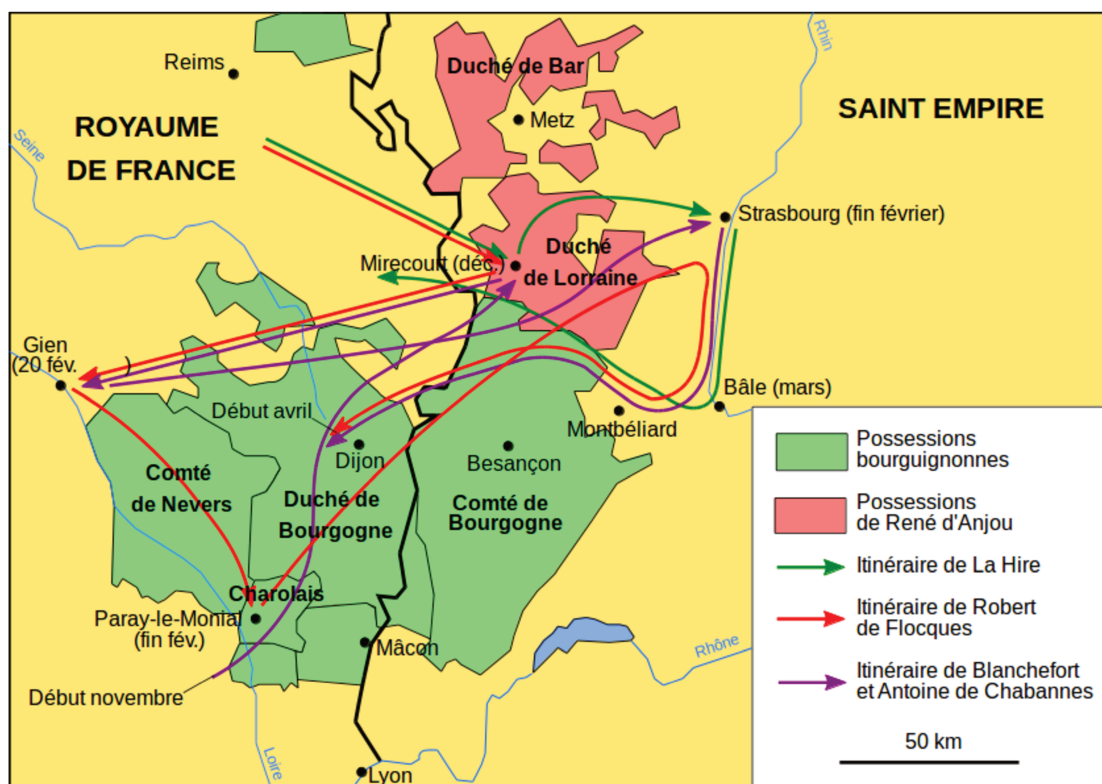 Reims
Duché de Bar
Rhin
Metz
SAINT EMPIRE
ROYAUME
DE FRANCE
Seine
Strasbourg (fin février)
Mirecourt (déc.)
Duché
de Lorraine
Gien
(20 fév. )
Début avril
Bâle (mars)
Montbéliard
Dijon
Besançon
Comté
de Nevers
Duché de
Bourgogne
Comté de
Bourgogne
Charolais
Paray-le-Monial
(fin fév.)
Mâcon
Début novembre
Rhône
Loire
Lyon
Possessions
bourguignonnes
Possessions
de René d'Anjou
Itinéraire de La Hire
Itinéraire de Robert
de Flocques
Itinéraire de Blanchefort
et Antoine de Chabannes
50 km